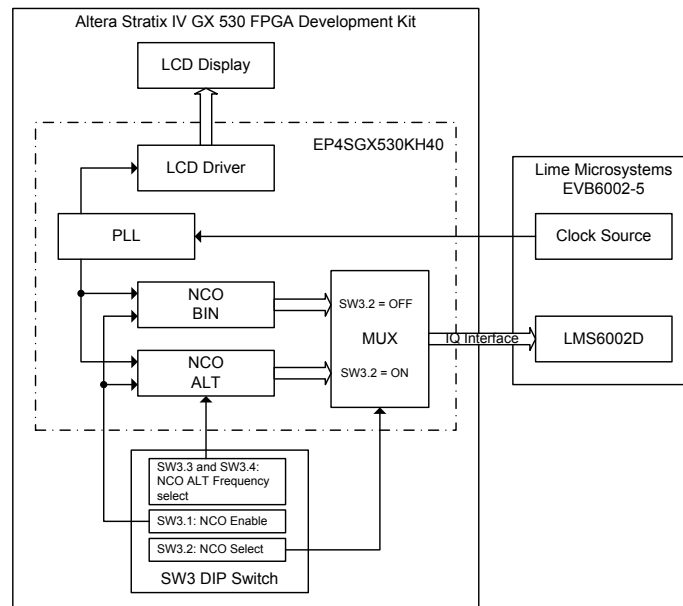 Altera Stratix IV GX 530 FPGA Development Kit
LCD Display
EP4SGX530KH40
LCD Driver
Lime Microsystems
EVB6002-5
PLL
Clock Source
NCO
BIN
SW3.2 = OFF
MUX
IQ Interface
LMS6002D
NCO
ALT
SW3.2 = ON
SW3.3 and SW3.4:
NCO ALT Frequency
select
SW3.1: NCO Enable
SW3.2: NCO Select
SW3 DIP Switch